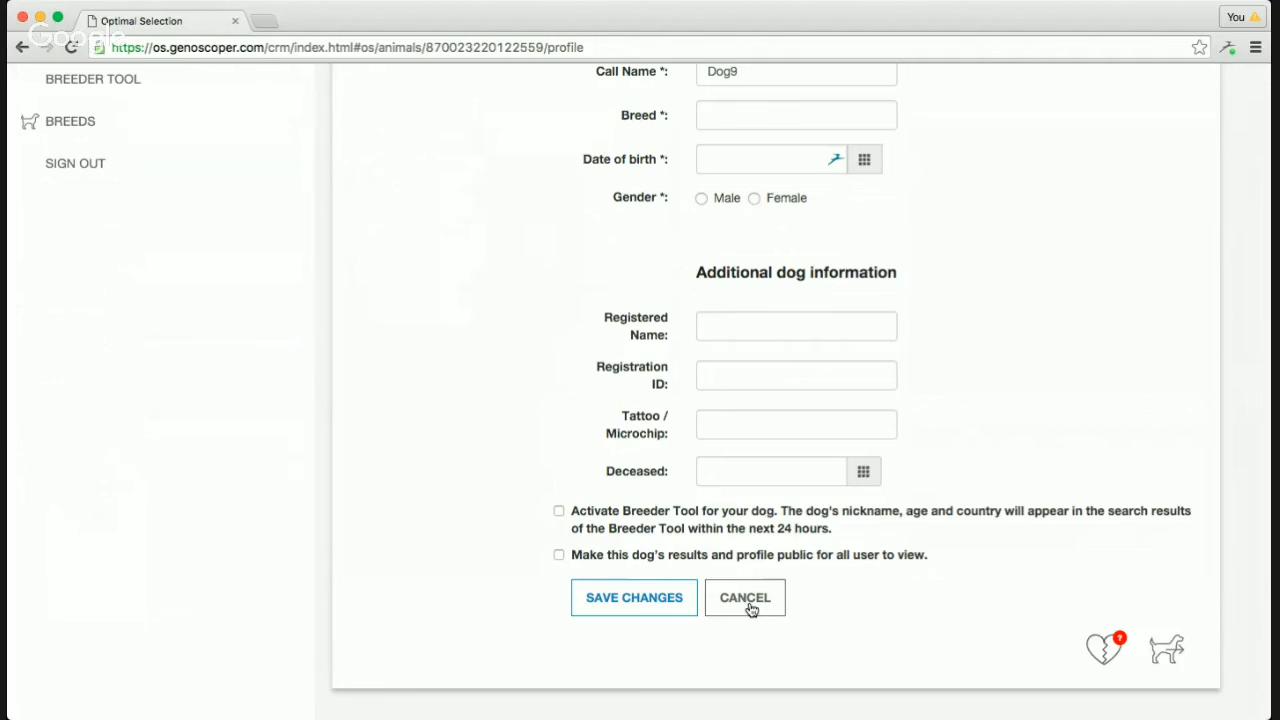 Optimal Selection
You
Google
https://os.genoscoper.com/crm/index.html#os/animals/870023220122559/profile
BREEDER TOOL
BREEDS
SIGN OUT
Call Name *: Dog9
Breed *:
Date of birth *:
Gender *: Male Female
Additional dog information
Registered
Name:
Registration
ID:
Tattoo /
Microchip:
Deceased:
Activate Breeder Tool for your dog. The dog's nickname, age and country will appear in the search results
of the Breeder Tool within the next 24 hours.
Make this dog's results and profile public for all user to view.
SAVE CHANGES CANCEL
?